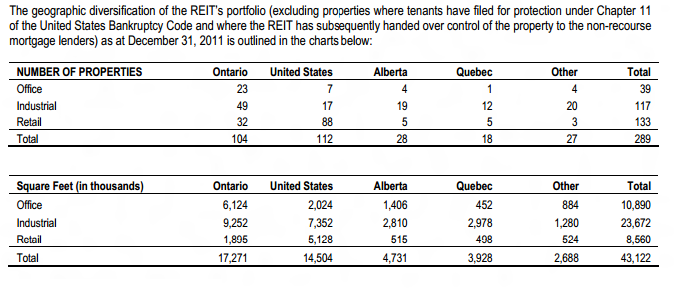 The geographic diversification of the REIT's portfolio (excluding properties where tenants have filed for protection under Chapter 11
of the United States Bankruptcy Code and where the REIT has subsequently handed over control of the property to the non-recourse
mortgage lenders) as at December 31, 2011 is outlined in the charts below:
NUMBER OF PROPERTIES Ontario United States Alberta Quebec Other Total
Office 23 7 4 1 4 39
Industrial 49 17 19 12 20 117
Retail 32 88 5 5 3 133
Total 104 112 28 18 27 289
Square Feet (in thousands) Ontario United States Alberta Quebec Other Total
Office 6,124 2,024 1,406 452 884 10,890
Industrial 9,252 7,352 2,810 2,978 1,280 23,672
Retail 1,895 5,128 515 498 524 8,560
Total 17,271 14,504 4,731 3,928 2,688 43,122